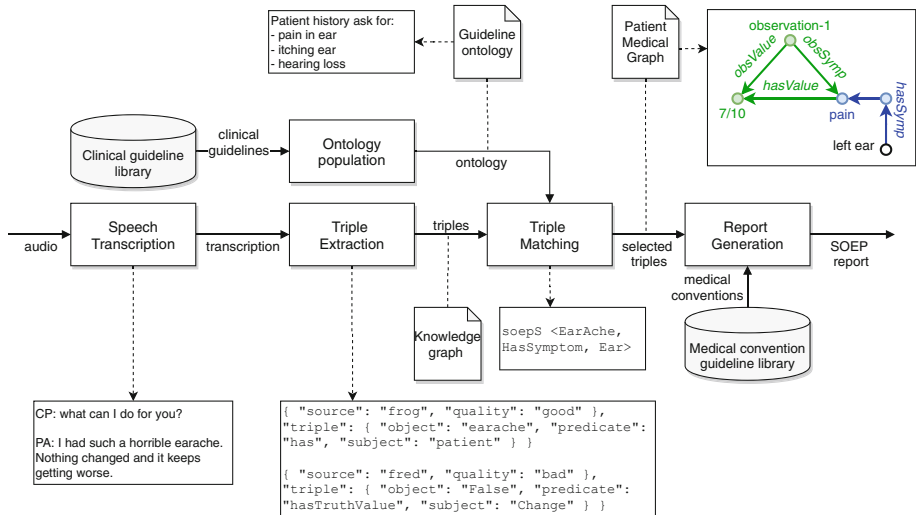 Patient history ask for:
- pain in ear
- itching ear
- hearing loss
Guideline
ontology
Patient
Medical
Graph
observation-1
obsValue
obsSymp
hasValue
hasSymp
7/10
pain
left ear
Clinical guideline
library
clinical
guidelines
Ontology
population
ontology
audio
Speech
Transcription
transcription
Triple
Extraction
triples
Triple
Matching
selected
triples
Report
Generation
SOEP
report
medical
conventions
Knowledge
graph
soepS <EarAche,
HasSymptom, Ear>
Medical convention
guideline library
CP: what can I do for you?
PA: I had such a horrible earache.
Nothing changed and it keeps
getting worse.
{ "source": "frog", "quality": "good" },
"triple": { "object": "earache", "predicate":
"has", "subject": "patient" } }
{ "source": "fred", "quality": "bad" },
"triple": { "object": "False", "predicate":
"hasTruthValue", "subject": "Change" } }